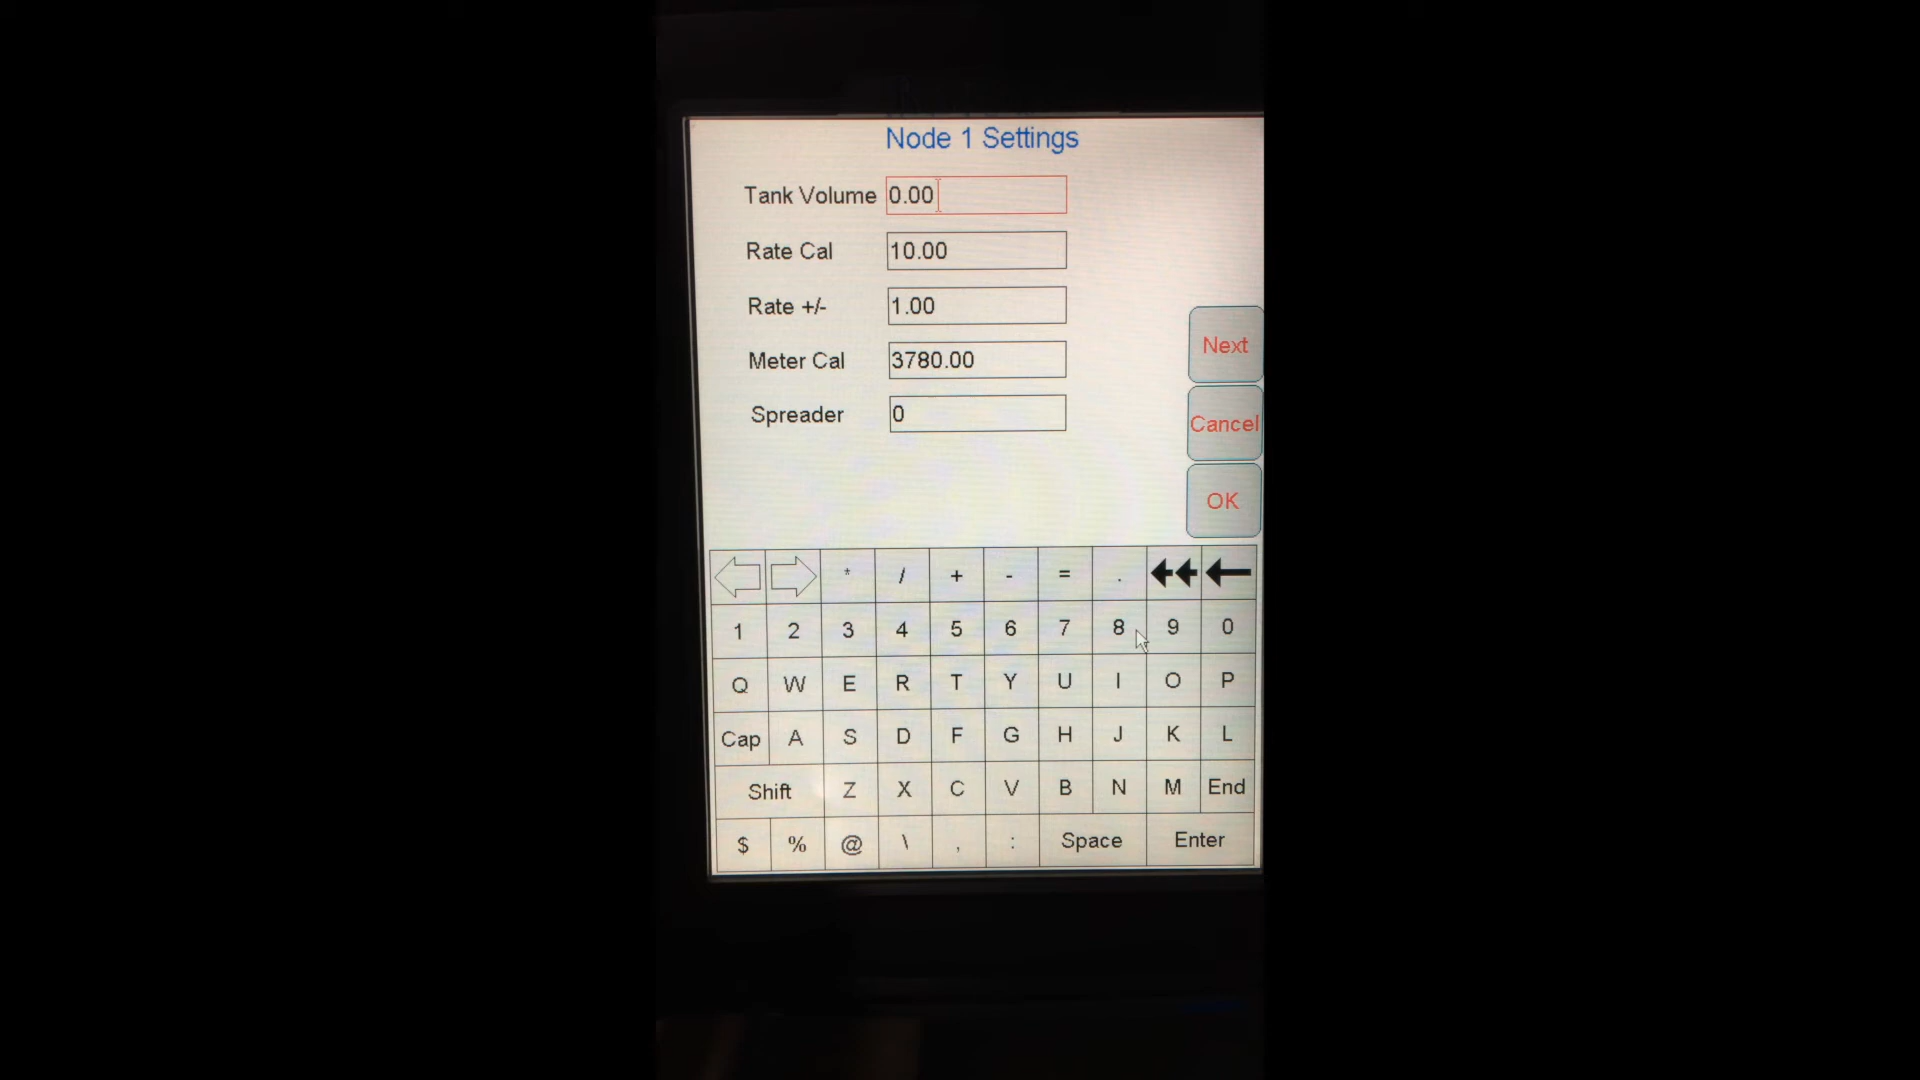 Node 1 Settings
Tank Volume 0.00
Rate Cal 10.00
Rate +/- 1.00
Meter Cal 3780.00
Spreader 0
Next
Cancel
OK
* / + - = .
1 2 3 4 5 6 7 8 9 0
Q W E R T Y U I O P
Cap A S D F G H J K L
Shift Z X C V B N M End
$ % @ \ , : Space Enter